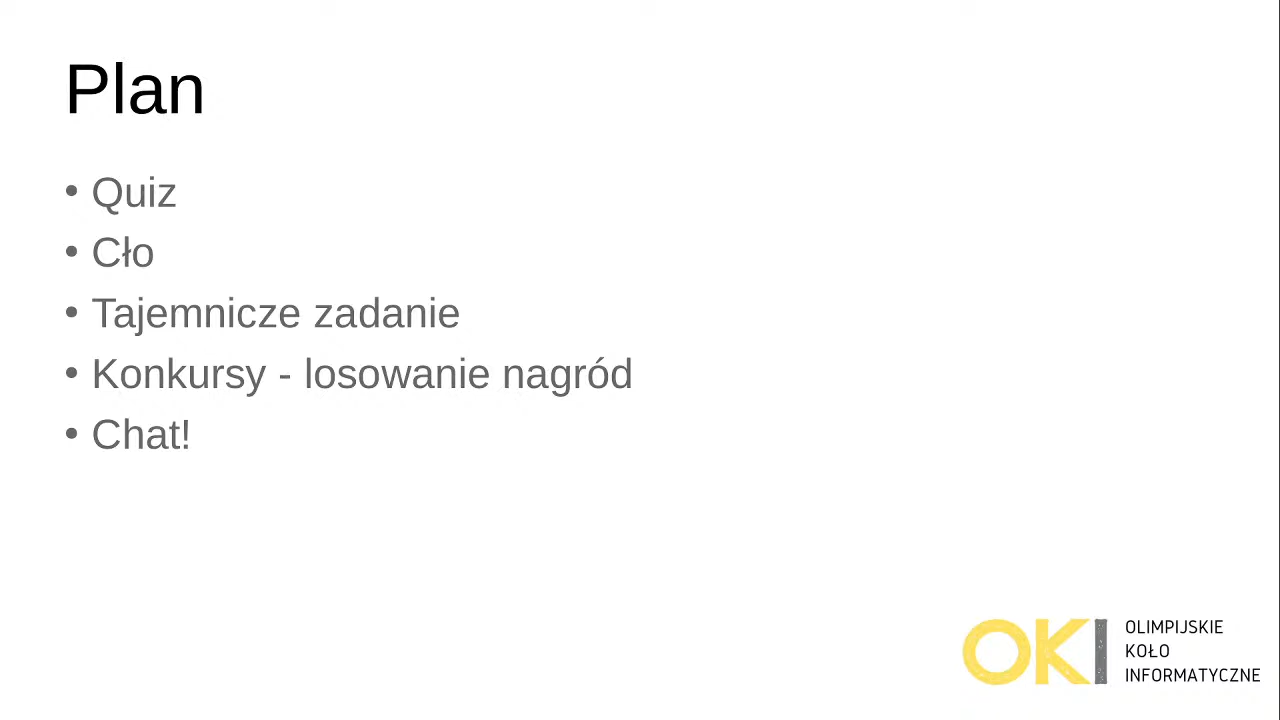 Plan
• Quiz
• Cło
• Tajemnicze zadanie
• Konkursy - losowanie nagród
• Chat!
OKI
OLIMPIJSKIE
KOŁO
INFORMATYCZNE